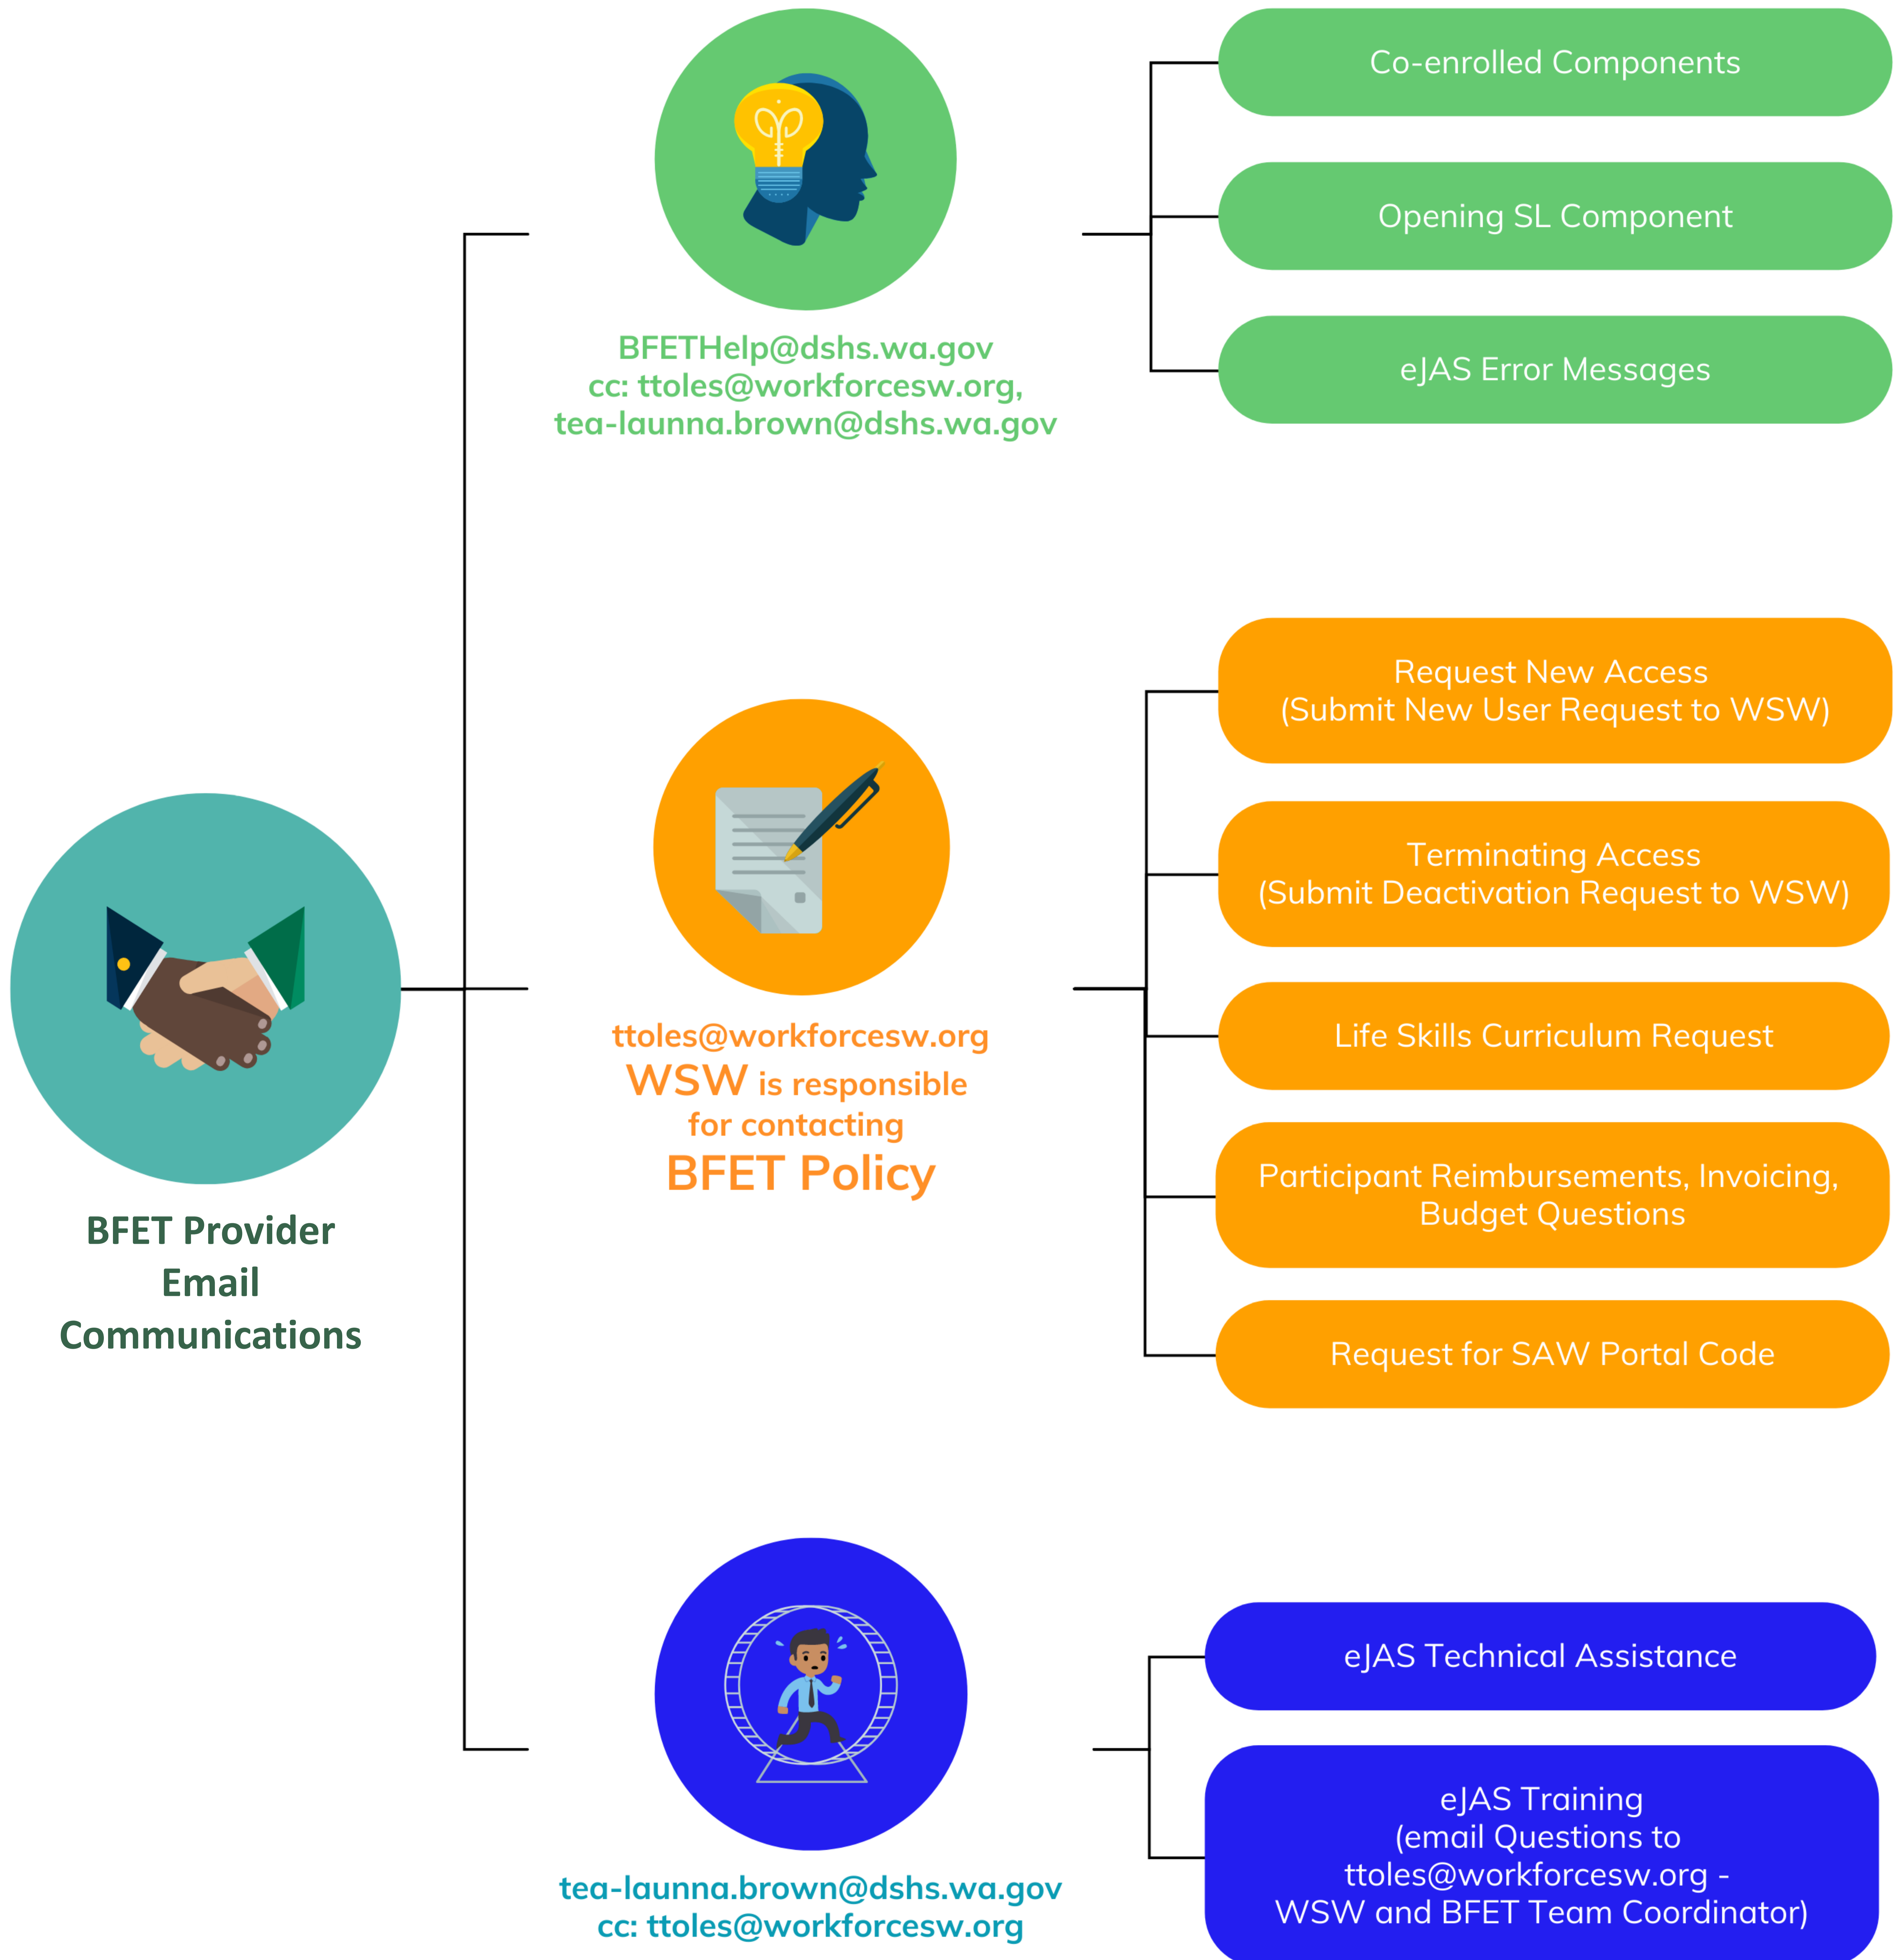 BFET Provider
Email
Communications
BFETHelp@dshs.wa.gov
cc: ttoles@workforcesw.org,
tea-launna.brown@dshs.wa.gov
Co-enrolled Components
Opening SL Component
eJAS Error Messages
ttoles@workforcesw.org
WSW is responsible
for contacting
BFET Policy
Request New Access
(Submit New User Request to WSW)
Terminating Access
(Submit Deactivation Request to WSW)
Life Skills Curriculum Request
Participant Reimbursements, Invoicing,
Budget Questions
Request for SAW Portal Code
tea-launna.brown@dshs.wa.gov
cc: ttoles@workforcesw.org
eJAS Technical Assistance
eJAS Training
(email Questions to
ttoles@workforcesw.org -
WSW and BFET Team Coordinator)